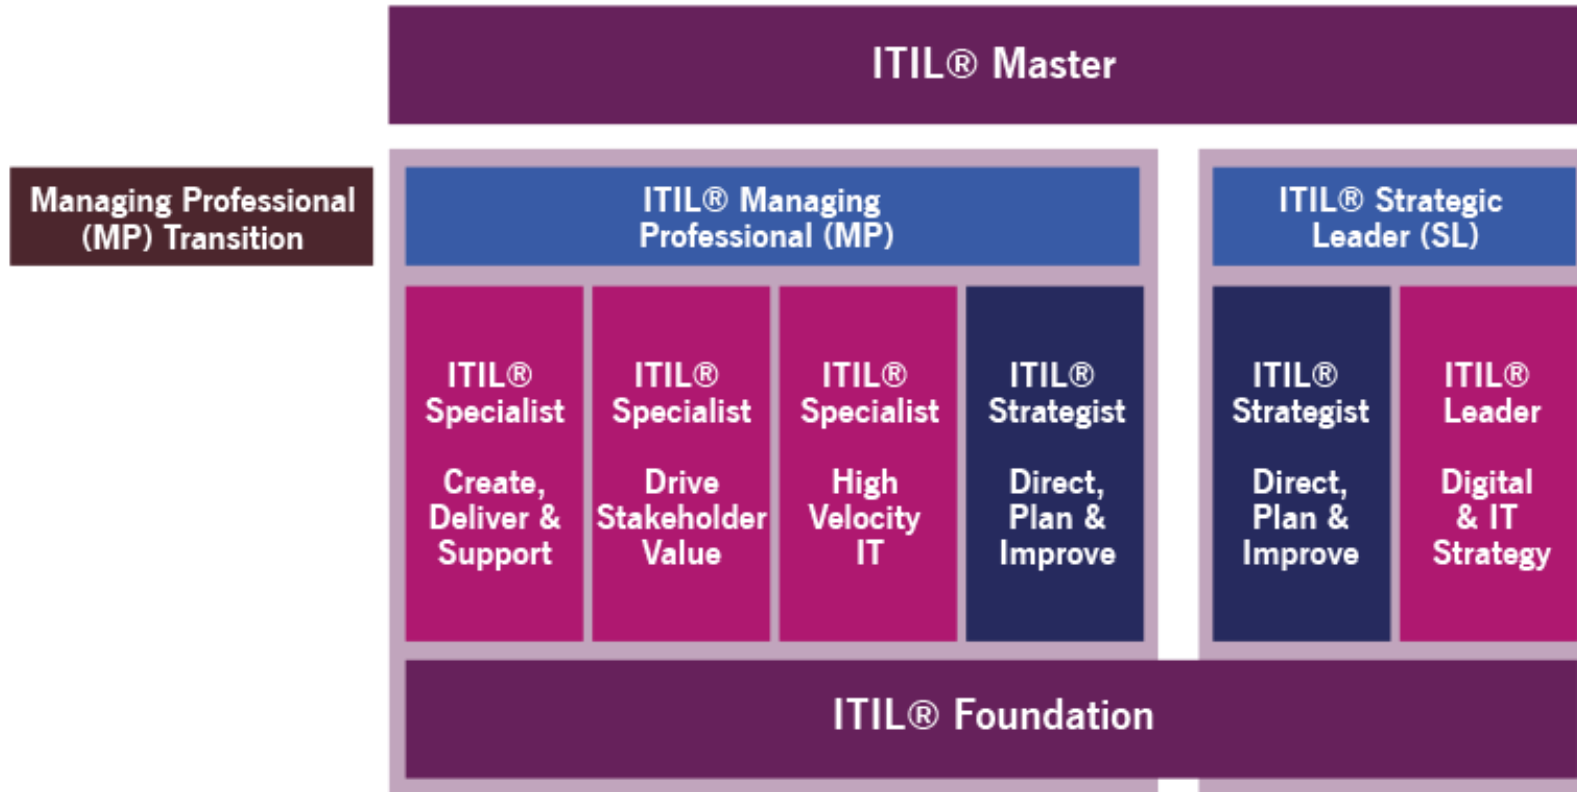 ITIL® Master
Managing Professional
(MP) Transition
ITIL® Managing
Professional (MP)
ITIL® Strategic
Leader (SL)
ITIL®
Specialist
Create,
Deliver &
Support
ITIL®
Specialist
Drive
Stakeholder
Value
ITIL®
Specialist
High
Velocity
IT
ITIL®
Strategist
Direct,
Plan &
Improve
ITIL®
Strategist
Direct,
Plan &
Improve
ITIL®
Leader
Digital
& IT
Strategy
ITIL® Foundation